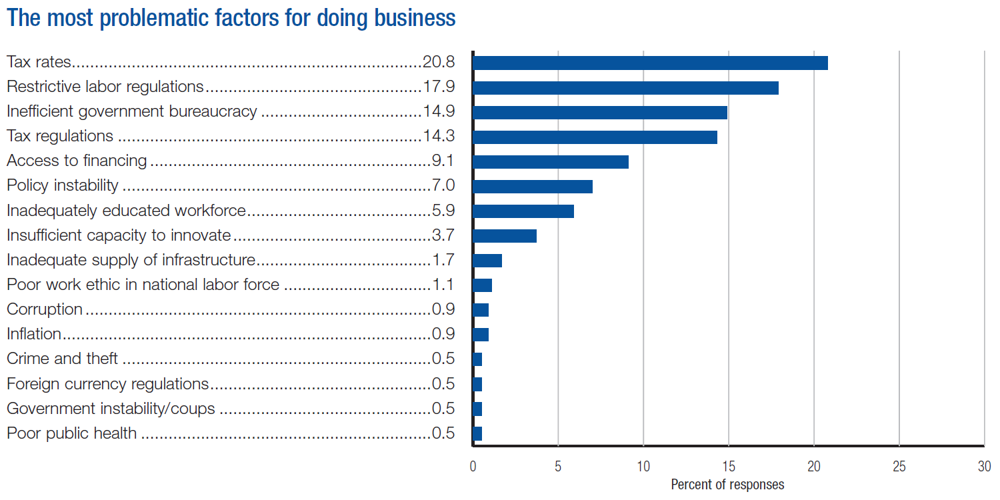 The most problematic factors for doing business
Tax rates.............................................................................20.8
Restrictive labor regulations...............................................17.9
Inefficient government bureaucracy ...................................14.9
Tax regulations ..................................................................14.3
Access to financing .............................................................9.1
Policy instability ...................................................................7.0
Inadequately educated workforce........................................5.9
Insufficient capacity to innovate...........................................3.7
Inadequate supply of infrastructure......................................1.7
Poor work ethic in national labor force ................................1.1
Corruption ...........................................................................0.9
Inflation................................................................................0.9
Crime and theft ...................................................................0.5
Foreign currency regulations................................................0.5
Government instability/coups ..............................................0.5
Poor public health ...............................................................0.5
0 5 10 15 20 25 30
Percent of responses